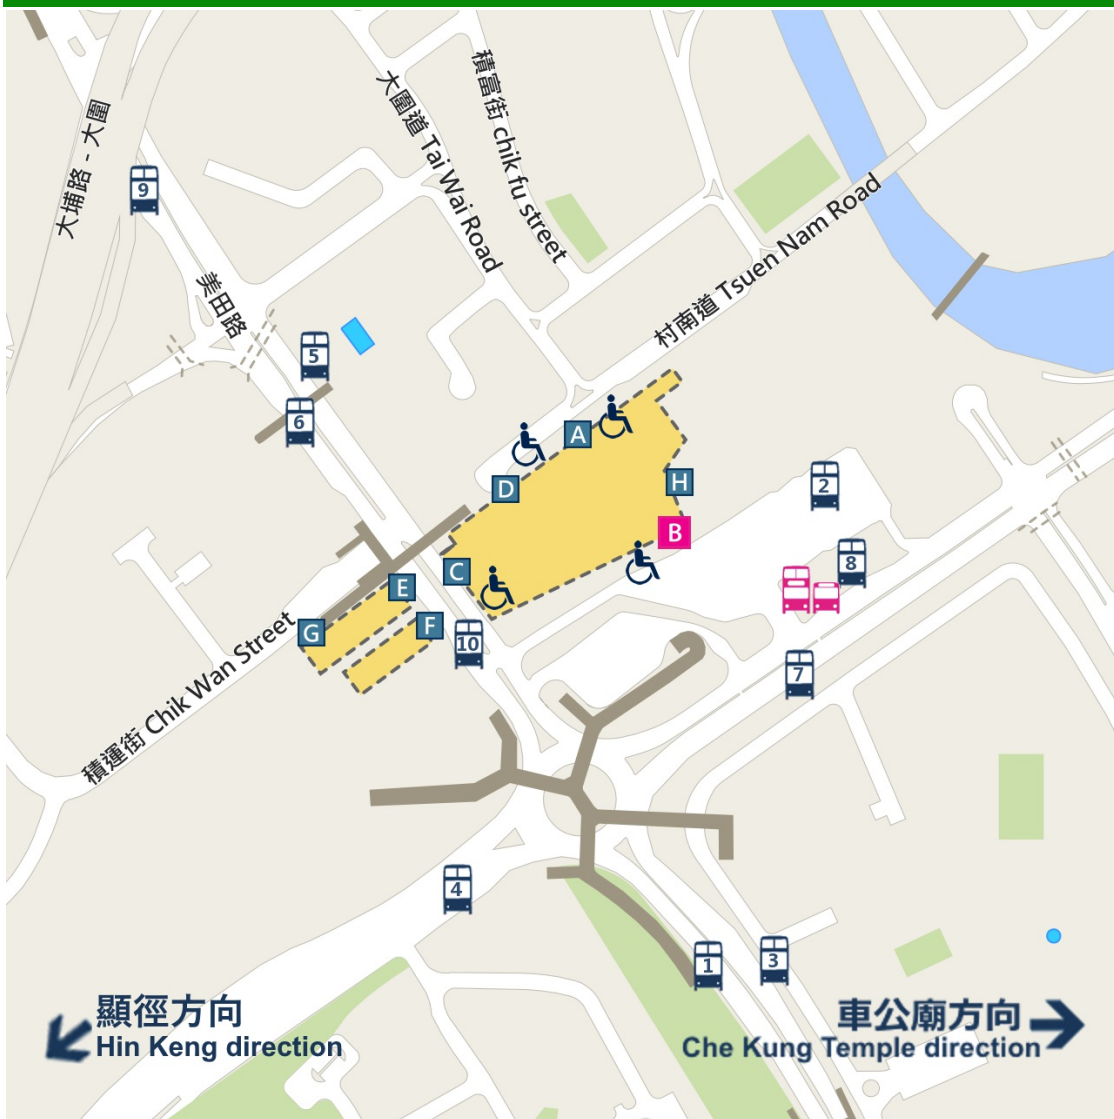 積富街 chik fu street
大圍道 Tai Wai Road
大埔路 - 大圍
9
村南道 Tsuen Nam Road
美田路
5
6
A
D
H
2
B
C
8
E
G
F
10
7
積運街 Chik Wan Street
4
1
3
顯徑方向
Hin Keng direction
車公廟方向
Che Kung Temple direction